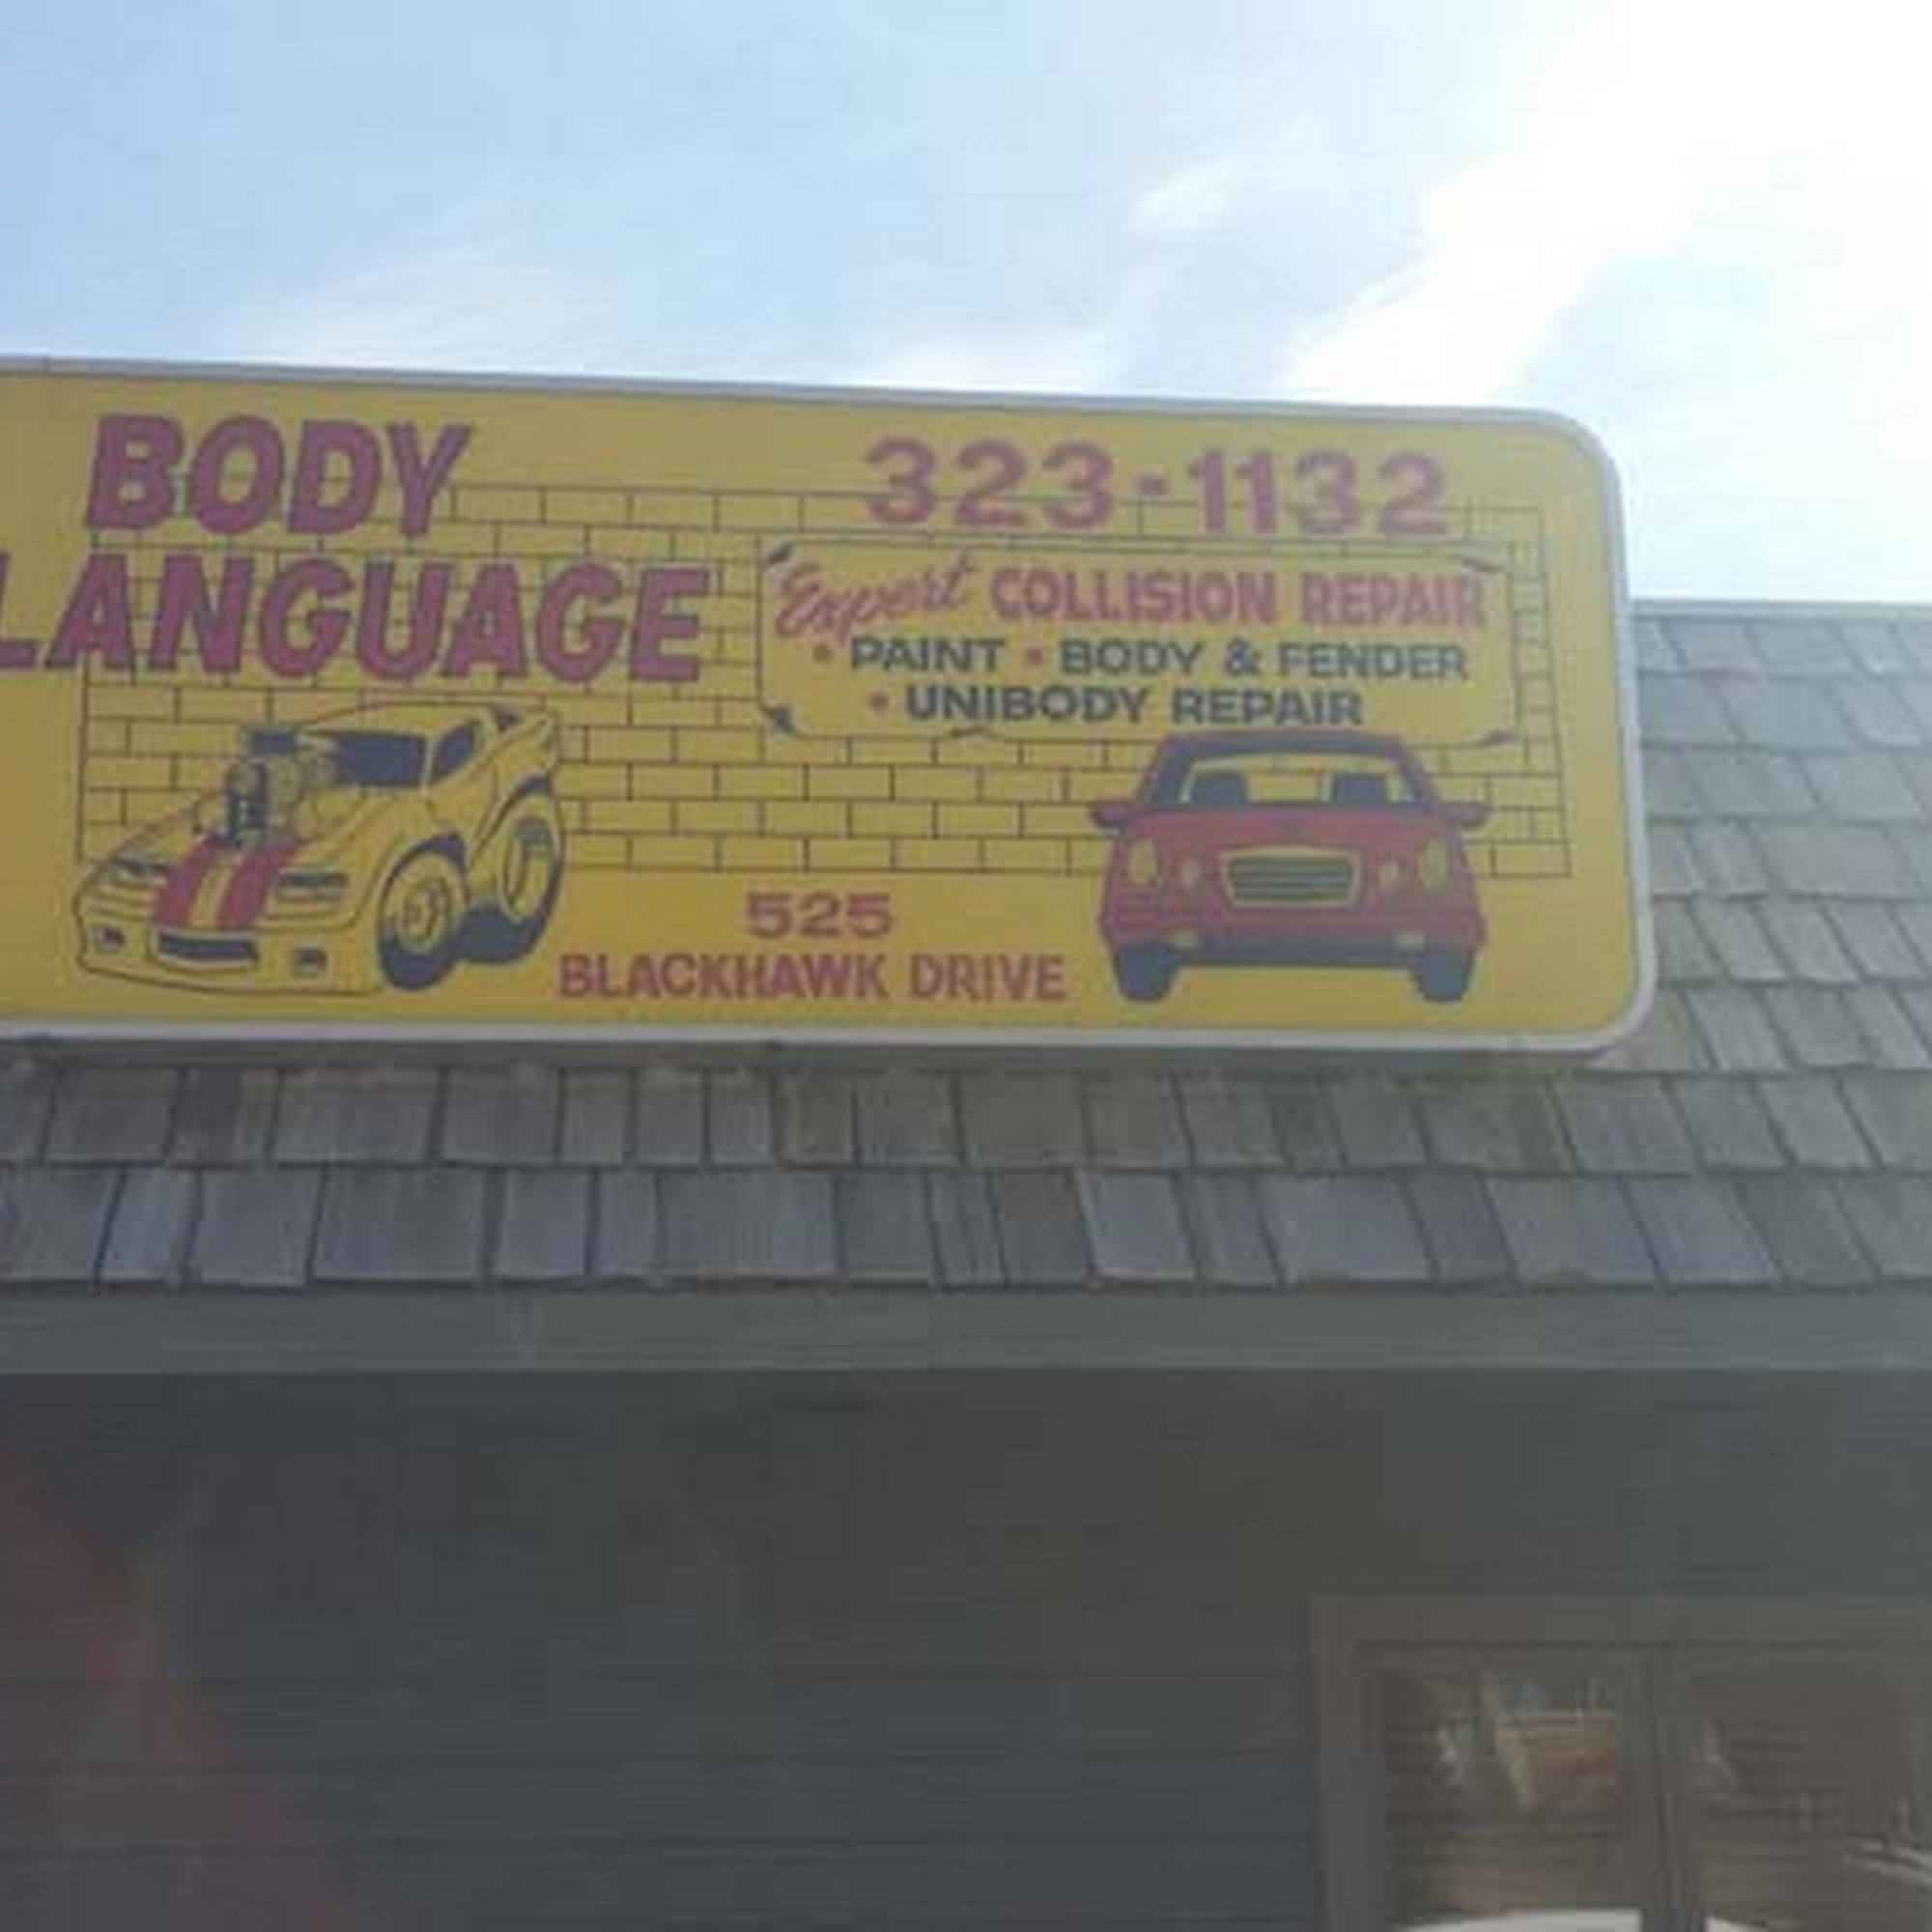 BODY
LANGUAGE
323-1132
Expert COLLISION REPAIR
• PAINT • BODY & FENDER
• UNIBODY REPAIR
525
BLACKHAWK DRIVE